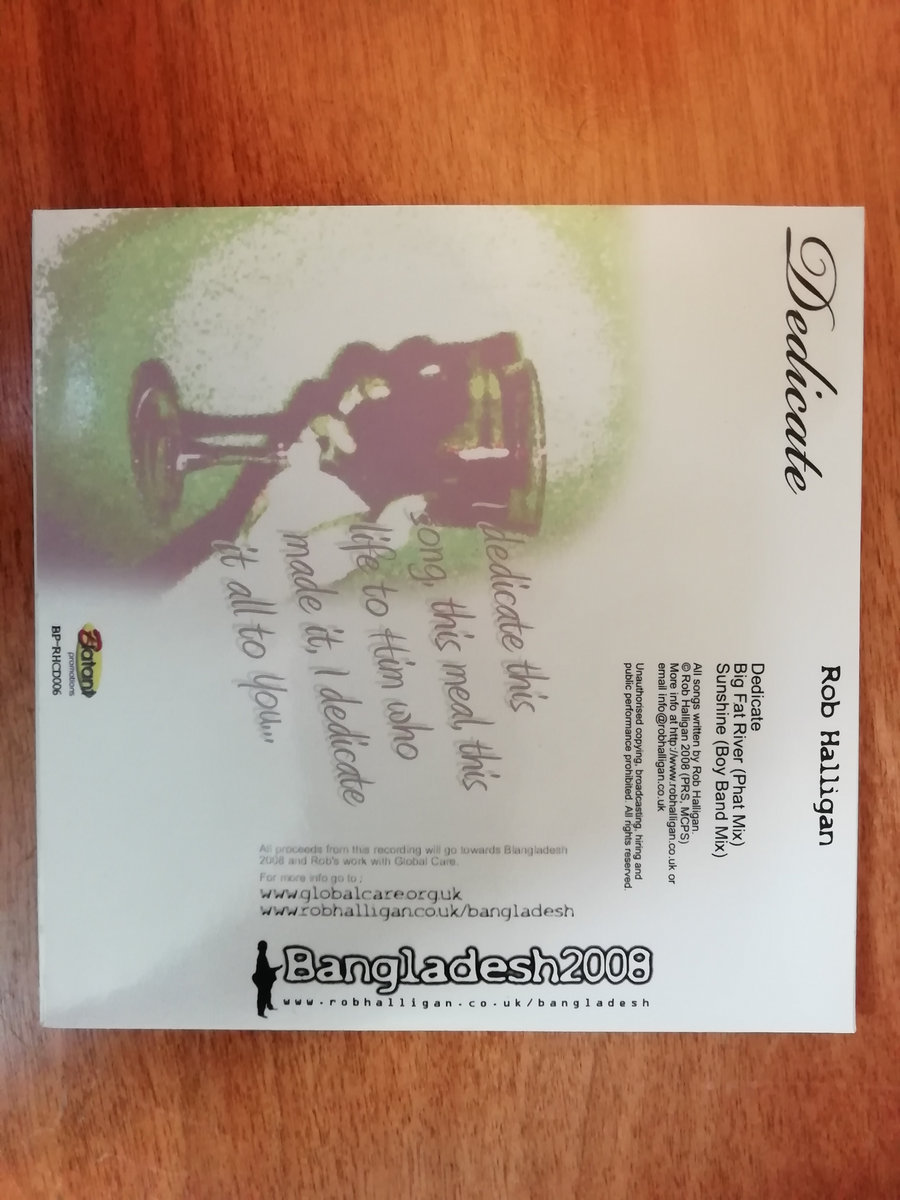 Dedicate
Rob Halligan
Dedicate
Big Fat River (Phat Mix)
Sunshine (Boy Band Mix)
All songs written by Rob Halligan.
© Rob Halligan 2008 (PRS, MCPS)
More info at http://www.robhalligan.co.uk or
email info@robhalligan.co.uk
Unauthorised copying, broadcasting, hiring and
public performance prohibited. All rights reserved.
I dedicate this
song, this meal, this
life to Him who
made it, I dedicate
it all to You...
Batant
promotions
BP-RHCD006
All proceeds from this recording will go towards Blangladesh
2008 and Rob's work with Global Care.
For more info go to :
www.globalcare.org.uk
www.robhalligan.co.uk/bangladesh
Bangladesh2008
www.robhalligan.co.uk/bangladesh